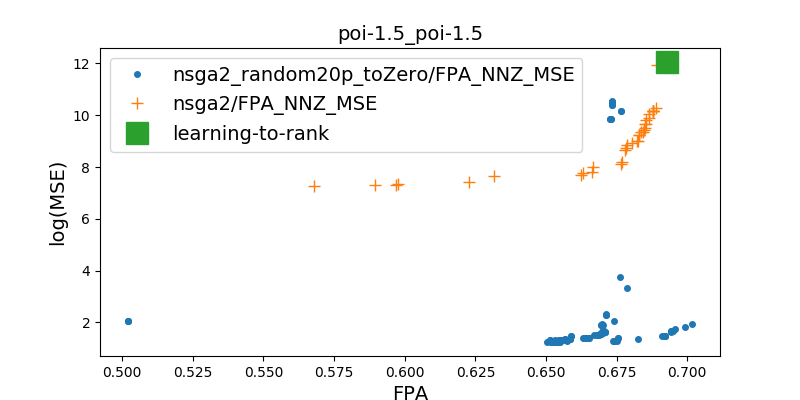 poi-1.5_poi-1.5
nsga2_random20p_toZero/FPA_NNZ_MSE
nsga2/FPA_NNZ_MSE
learning-to-rank
log(MSE)
12
10
8
6
4
2
0.500 0.525 0.550 0.575 0.600 0.625 0.650 0.675 0.700
FPA